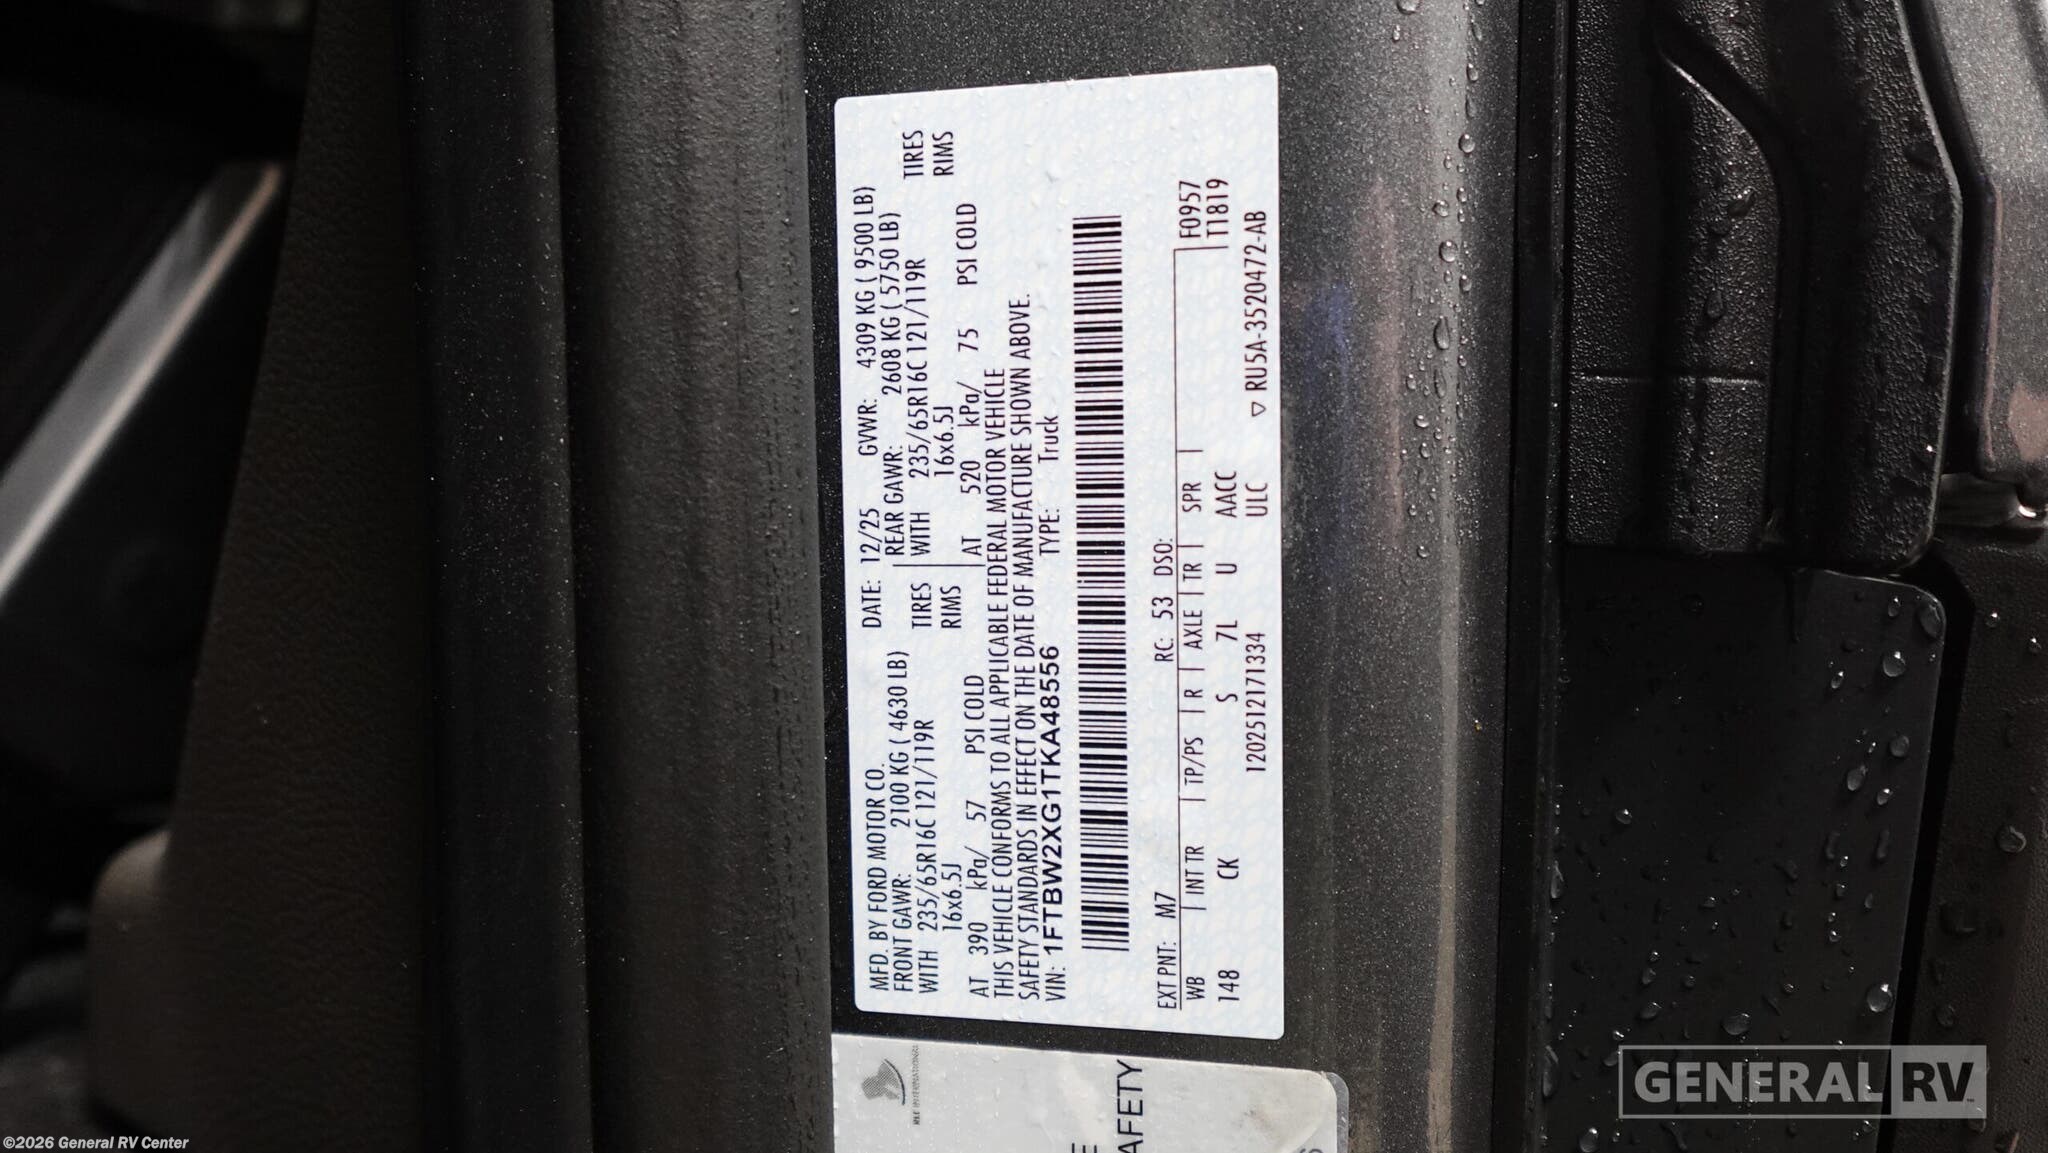 MFD. BY FORD MOTOR CO. DATE: 12/25 GVWR: 4309 KG ( 9500 LB)
FRONT GAWR: 2100 KG ( 4630 LB) REAR GAWR: 2608 KG ( 5750 LB)
WITH 235/65R16C 121/119R TIRES WITH 235/65R16C 121/119R TIRES
16x6.5J RIMS 16x6.5J RIMS
AT 390 kPa/ 57 PSI COLD AT 520 kPa/ 75 PSI COLD
THIS VEHICLE CONFORMS TO ALL APPLICABLE FEDERAL MOTOR VEHICLE
SAFETY STANDARDS IN EFFECT ON THE DATE OF MANUFACTURE SHOWN ABOVE.
VIN: 1FTBW2XG1TKA48556 TYPE: Truck
EXT PNT: M7 RC: 53 DSO:
WB INT TR TP/PS R AXLE TR SPR F0957
148 CK S 7L U AACC T1819
12025121713​34 ULC
▽ RU5A-3520472-AB
E
AFETY
GENERAL RV
©2026 General RV Center